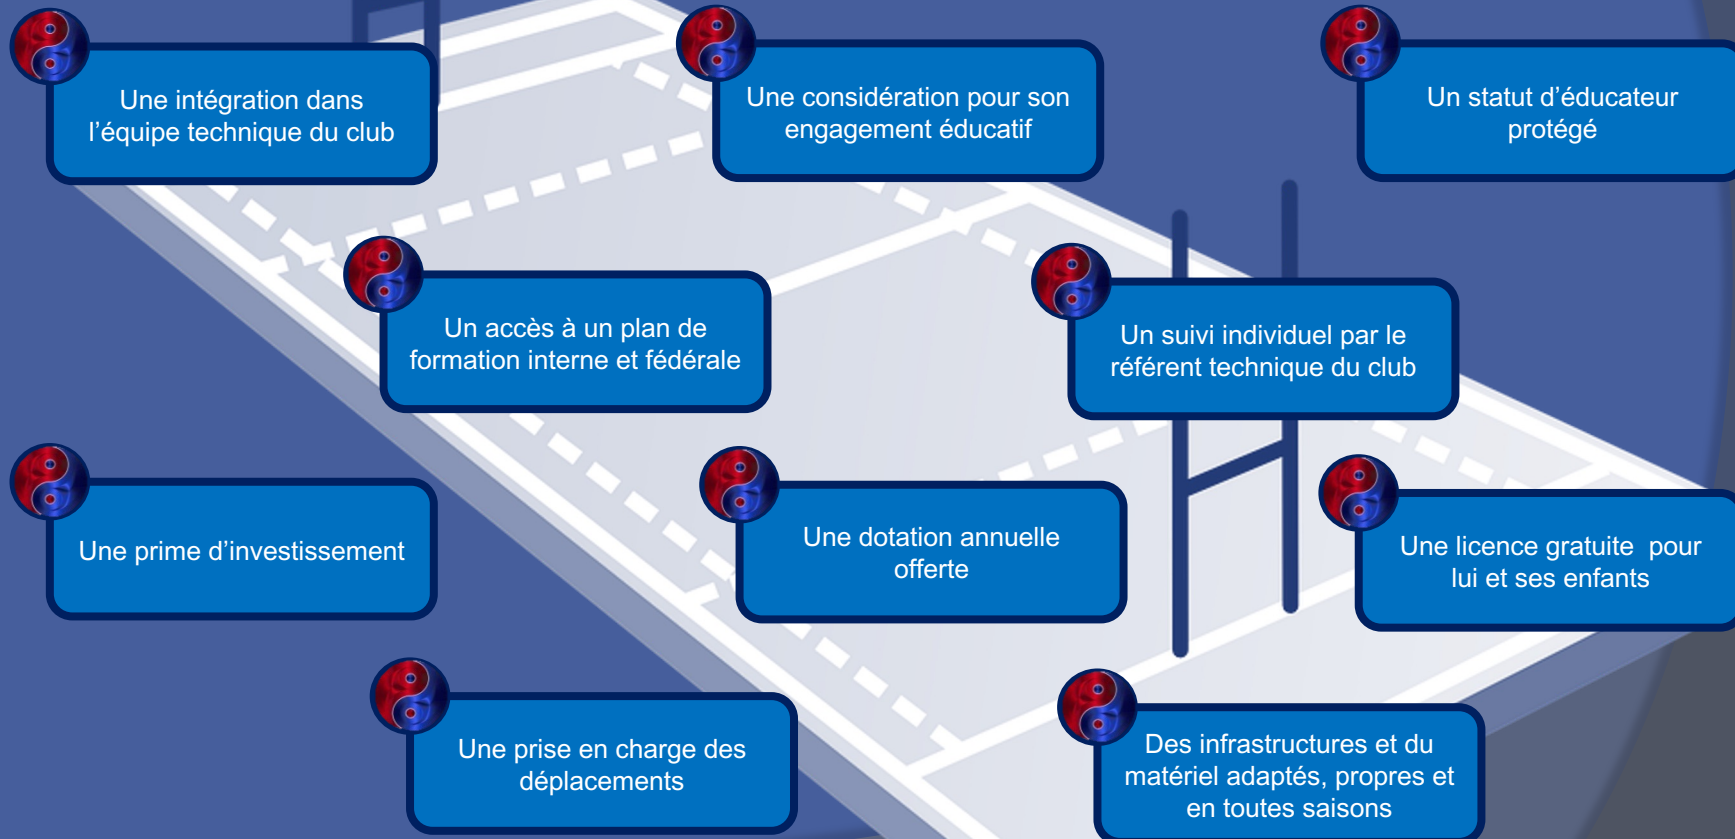 Une intégration dans
l'équipe technique du club
Une considération pour son
engagement éducatif
Un statut d'éducateur
protégé
Un accès à un plan de
formation interne et fédérale
Un suivi individuel par le
référent technique du club
Une prime d'investissement
Une dotation annuelle
offerte
Une licence gratuite  pour
lui et ses enfants
Une prise en charge des
déplacements
Des infrastructures et du
matériel adaptés, propres et
en toutes saisons